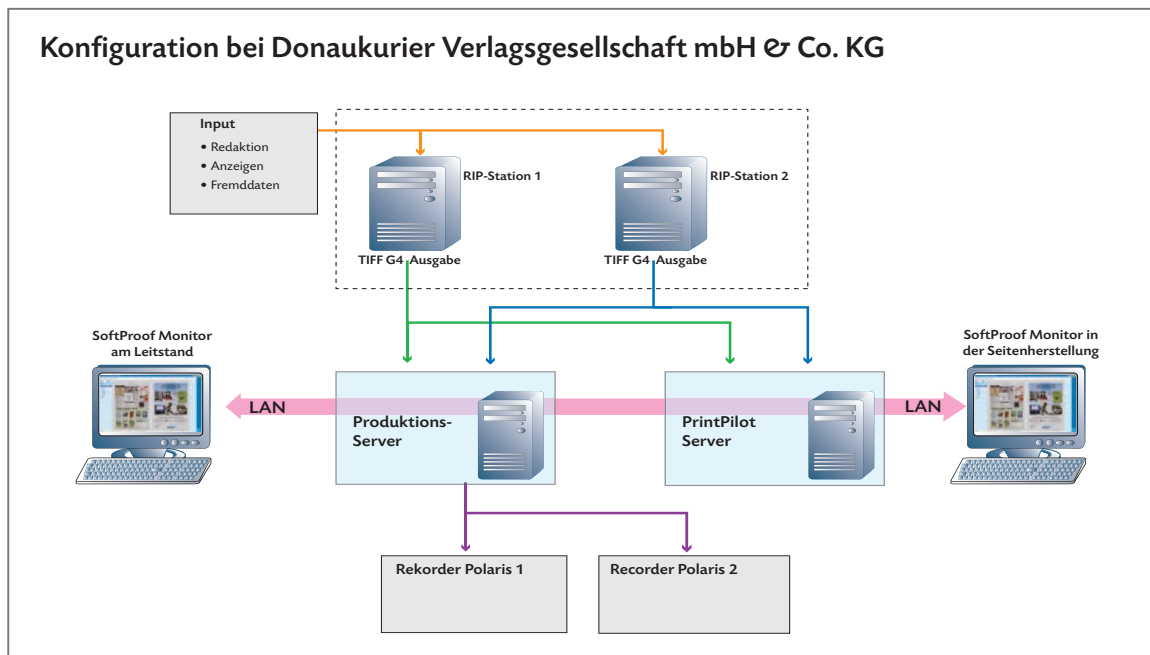 Konfiguration bei Donaukurier Verlagsgesellschaft mbH & Co. KG
Input
• Redaktion
• Anzeigen
• Fremddaten
RIP-Station 1
RIP-Station 2
TIFF G4 Ausgabe
TIFF G4 Ausgabe
SoftProof Monitor
am Leitstand
SoftProof Monitor in
der Seitenherstellung
LAN
Produktions-
Server
PrintPilot
Server
LAN
Rekorder Polaris 1
Recorder Polaris 2